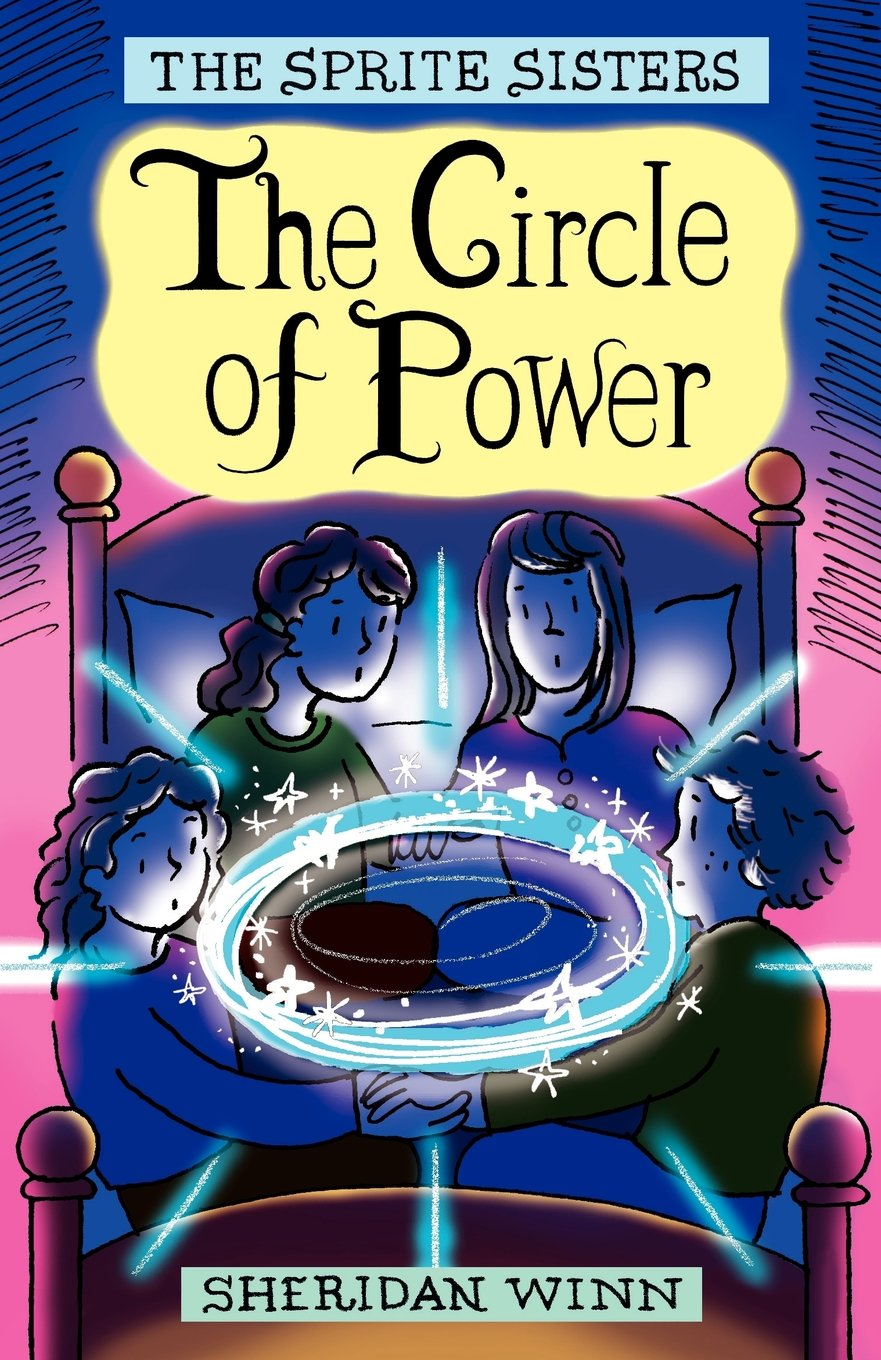 THE SPRITE SISTERS
The Circle
of Power
SHERIDAN WINN